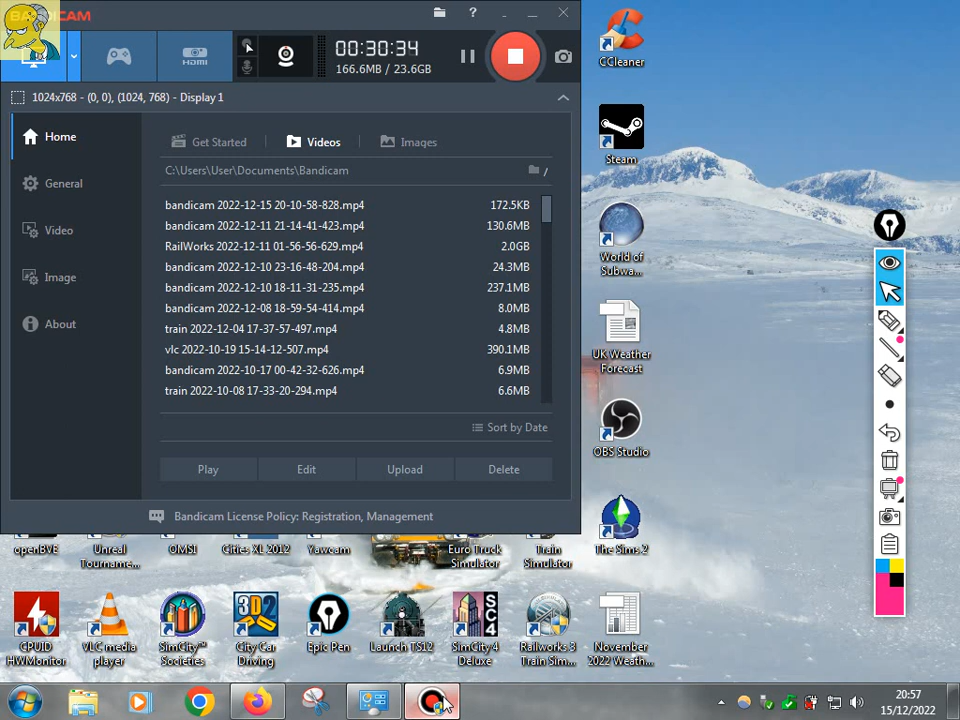 BANDICAM
HDMI
00:30:34
166.6MB / 23.6GB
1024x768 - (0, 0), (1024, 768) - Display 1
Home
General
Video
Image
About
Get Started
Videos
Images
C:\Users\User\Documents\Bandicam
/
bandicam 2022-12-15 20-10-58-828.mp4 172.5KB
bandicam 2022-12-11 21-14-41-423.mp4 130.6MB
RailWorks 2022-12-11 01-56-56-629.mp4 2.0GB
bandicam 2022-12-10 23-16-48-204.mp4 24.3MB
bandicam 2022-12-10 18-11-31-235.mp4 237.1MB
bandicam 2022-12-08 18-59-54-414.mp4 8.0MB
train 2022-12-04 17-37-57-497.mp4 4.8MB
vlc 2022-10-19 15-14-12-507.mp4 390.1MB
bandicam 2022-10-17 00-42-32-626.mp4 6.9MB
train 2022-10-08 17-33-20-294.mp4 6.6MB
Sort by Date
Play Edit Upload Delete
Bandicam License Policy: Registration, Management
CCleaner
Steam
World of
Subwa...
UK Weather
Forecast
OBS Studio
The Sims 2
openBVE
Unreal
Tourname...
OMSI
Cities XL 2012
Yawcam
Euro Truck
Simulator
Train
Simulator
CPUID
HWMonitor
VLC media
player
SimCity™
Societies
3D2
City Car
Driving
Epic Pen
Launch TS12
SC4
SimCity 4
Deluxe
Railworks 3
Train Sim...
November
2022 Weath...
20:57
15/12/2022